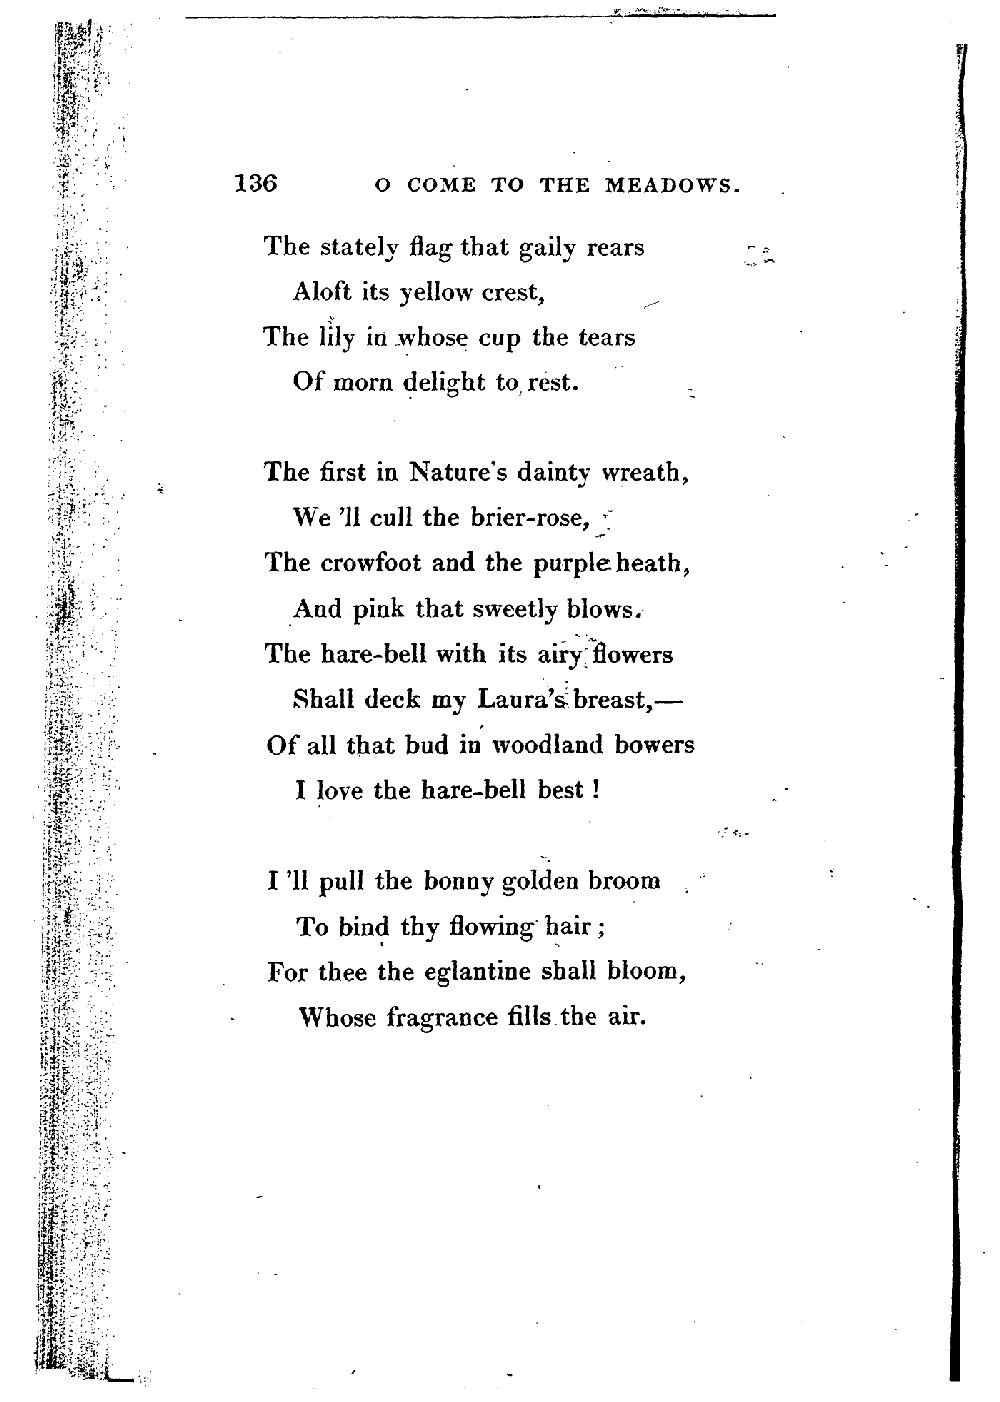 136 O COME TO THE MEADOWS.
The stately flag that gaily rears
Aloft its yellow crest,
The lily in whose cup the tears
Of morn delight to rest.
The first in Nature's dainty wreath,
We 'll cull the brier-rose,
The crowfoot and the purple heath,
And pink that sweetly blows.
The hare-bell with its airy flowers
Shall deck my Laura's breast,—
Of all that bud in woodland bowers
I love the hare-bell best !
I 'll pull the bonny golden broom
To bind thy flowing hair ;
For thee the eglantine shall bloom,
Whose fragrance fills the air.